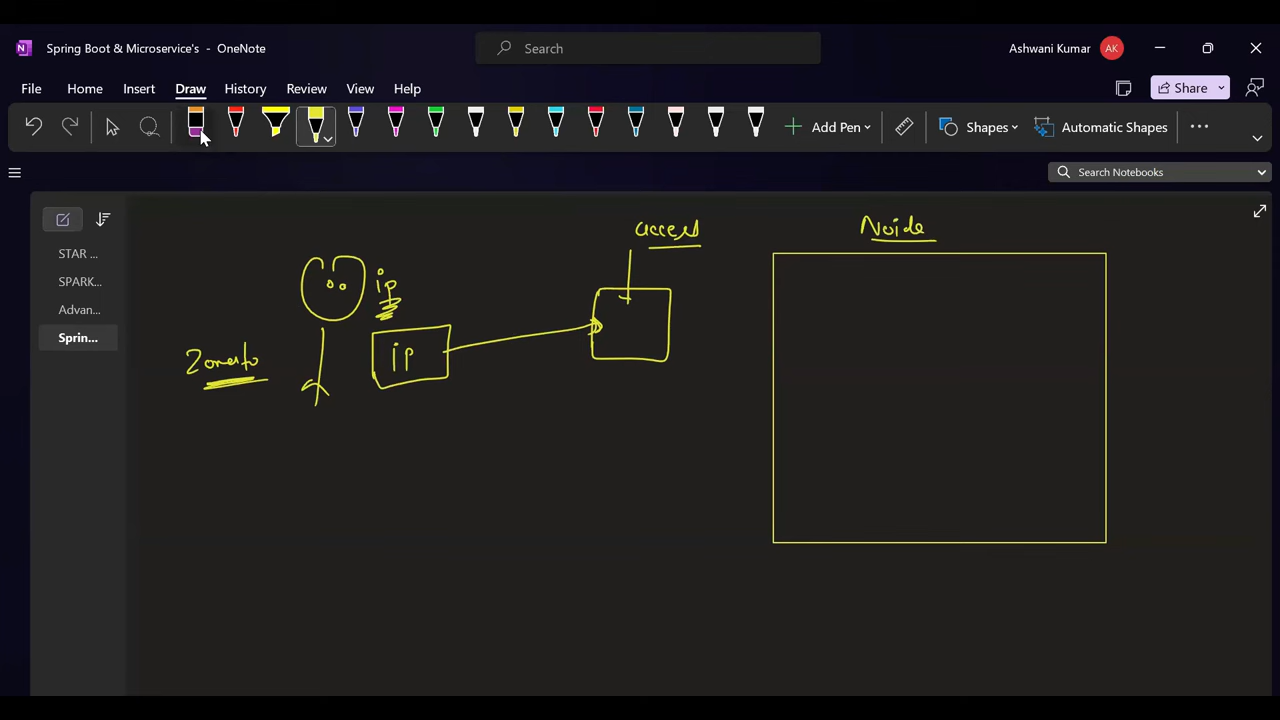 Spring Boot & Microservice's - OneNote
Search
Ashwani Kumar
AK
File Home Insert Draw History Review View Help
Share
Add Pen
Shapes
Automatic Shapes
Search Notebooks
STAR ...
SPARK...
Advan...
Sprin...
access
Noida
ip
Zomato
ip